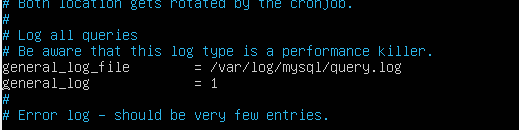 # Both location gets rotated by the cronjob.
#
# Log all queries
# Be aware that this log type is a performance killer.
general_log_file        = /var/log/mysql/query.log
general_log             = 1
#
# Error log - should be very few entries.